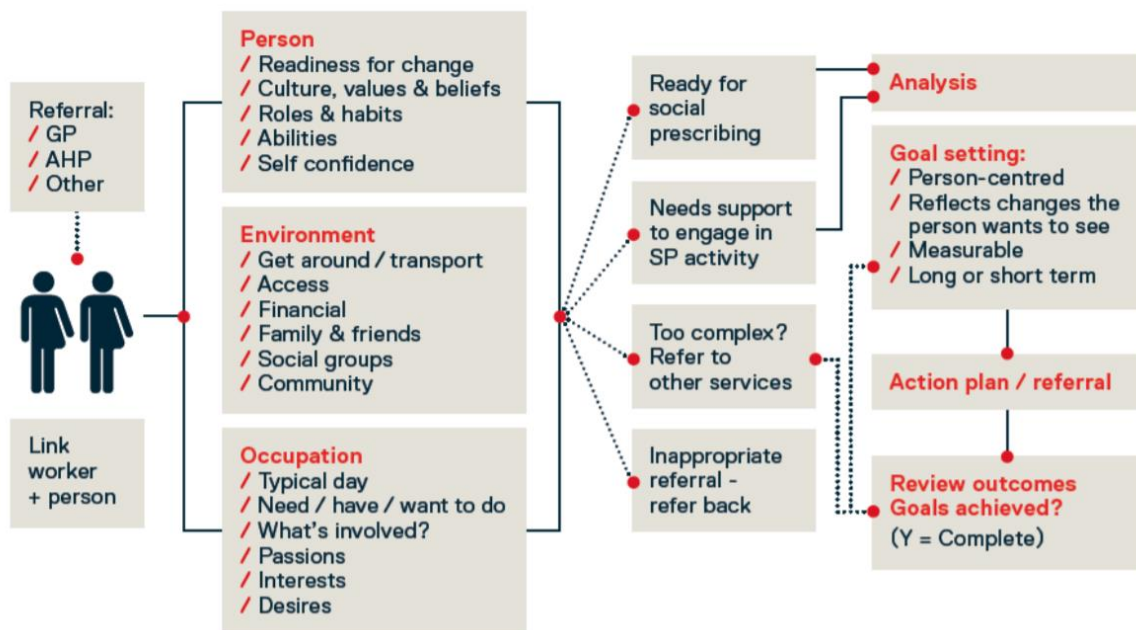 Referral:
/ GP
/ AHP
/ Other
Link
worker
+ person
Person
/ Readiness for change
/ Culture, values & beliefs
/ Roles & habits
/ Abilities
/ Self confidence
Environment
/ Get around / transport
/ Access
/ Financial
/ Family & friends
/ Social groups
/ Community
Occupation
/ Typical day
/ Need / have / want to do
/ What's involved?
/ Passions
/ Interests
/ Desires
Ready for
social
prescribing
Needs support
to engage in
SP activity
Too complex?
Refer to
other services
Inappropriate
referral -
refer back
Analysis
Goal setting:
/ Person-centred
/ Reflects changes the
person wants to see
/ Measurable
/ Long or short term
Action plan / referral
Review outcomes
Goals achieved?
(Y = Complete)